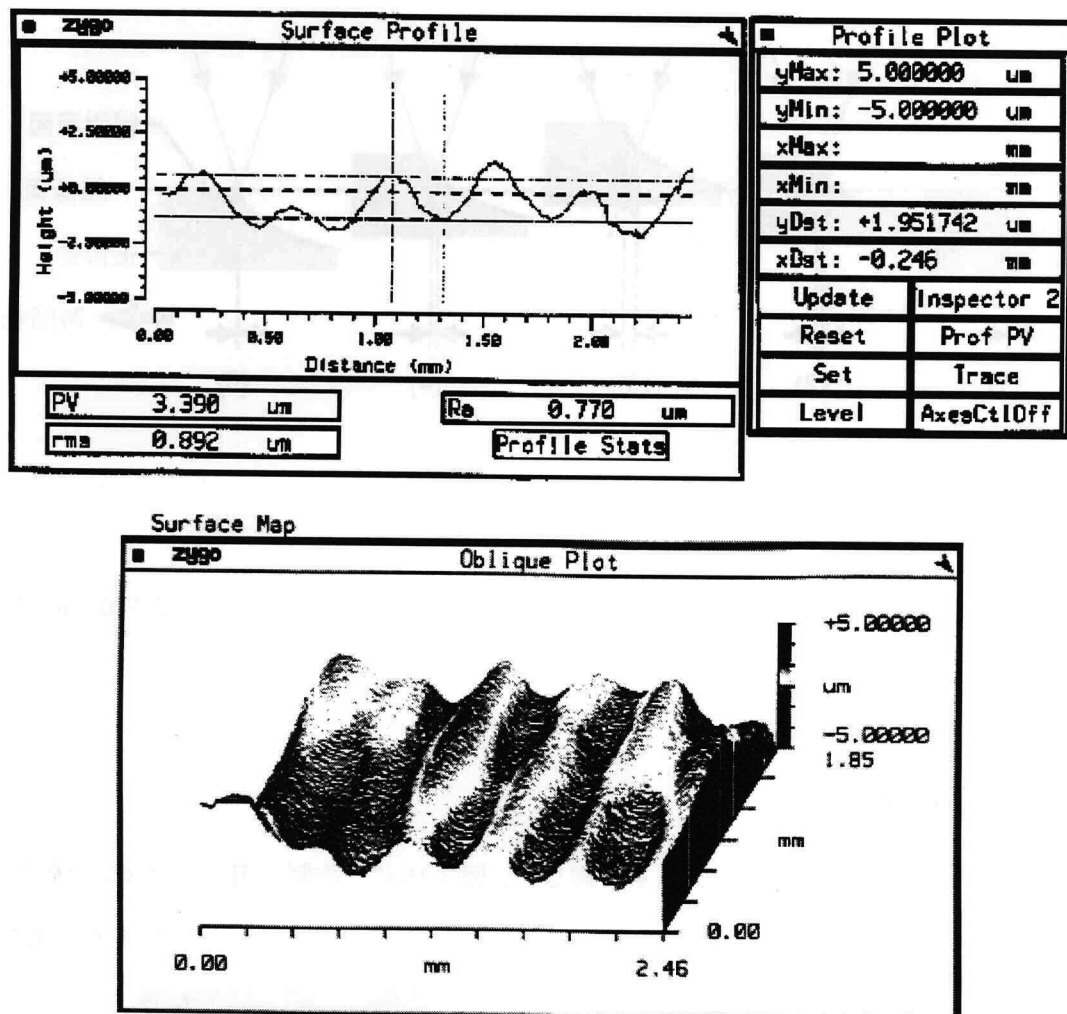 zygo Surface Profile
+5.00000
+2.50000
+0.00000
-2.50000
-5.00000
Height (um)
0.00 0.50 1.00 1.50 2.00
Distance (mm)
PV 3.390 um
rms 0.892 um
Ra 0.770 um
Profile Stats
Profile Plot
yMax: 5.000000 um
yMin: -5.000000 um
xMax: mm
xMin: mm
yDst: +1.951742 um
xDst: -0.246 mm
Update Inspector 2
Reset Prof PV
Set Trace
Level AxesCtlOff
Surface Map
zygo Oblique Plot
+5.00000
um
-5.00000
1.85
mm
0.00
0.00 mm 2.46